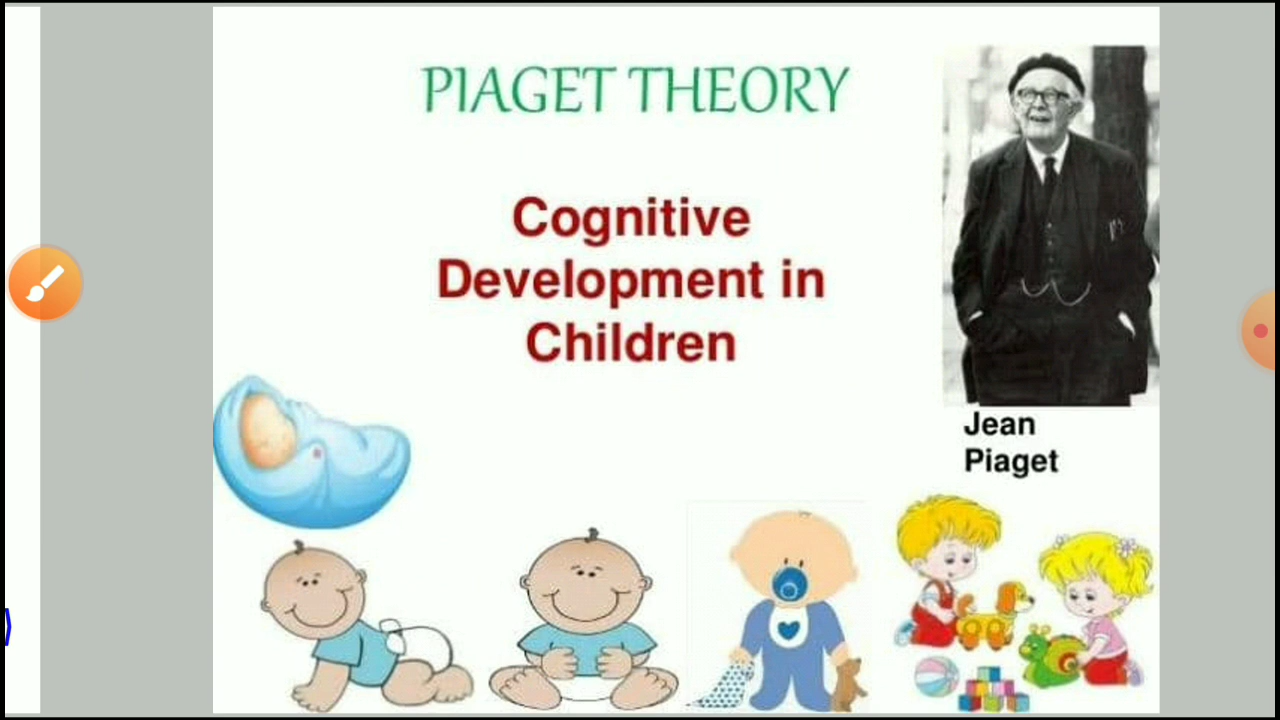 PIAGET THEORY
Cognitive
Development in
Children
Jean
Piaget